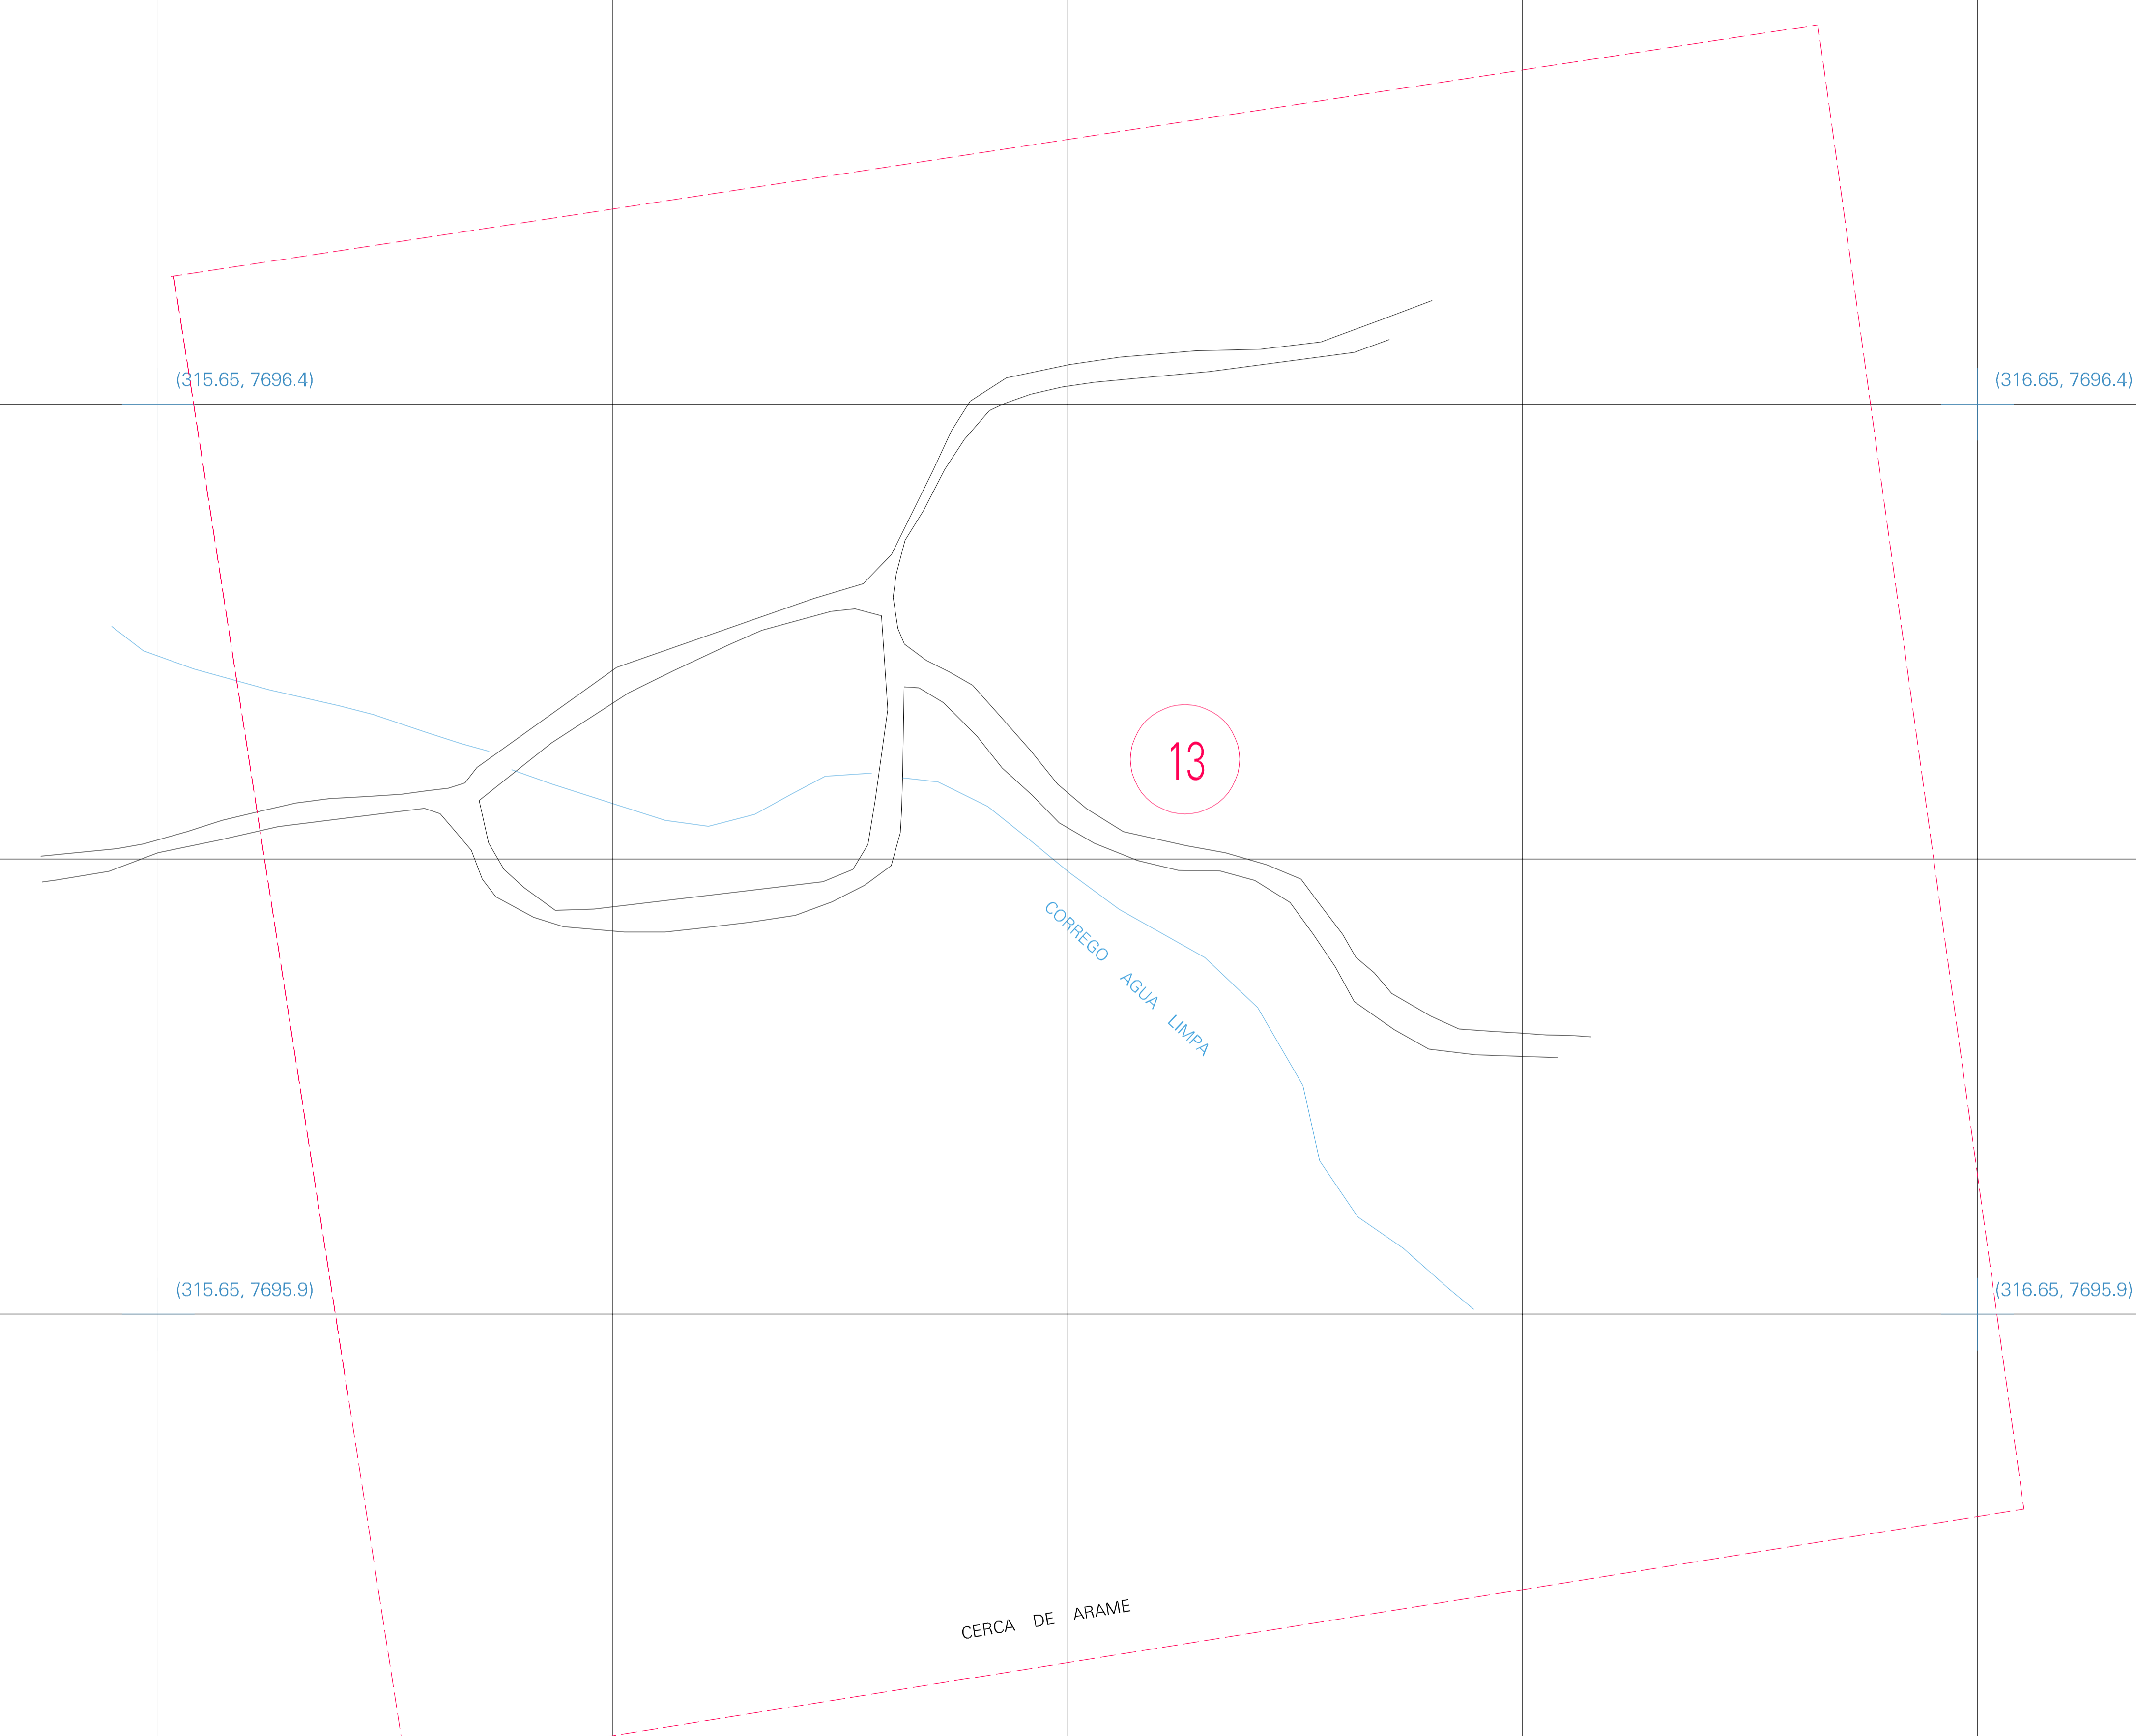 (315.65, 7696.4)
(316.65, 7696.4)
13
CORREGO AGUA LIMPA
(315.65, 7695.9)
(316.65, 7695.9)
CERCA DE ARAME